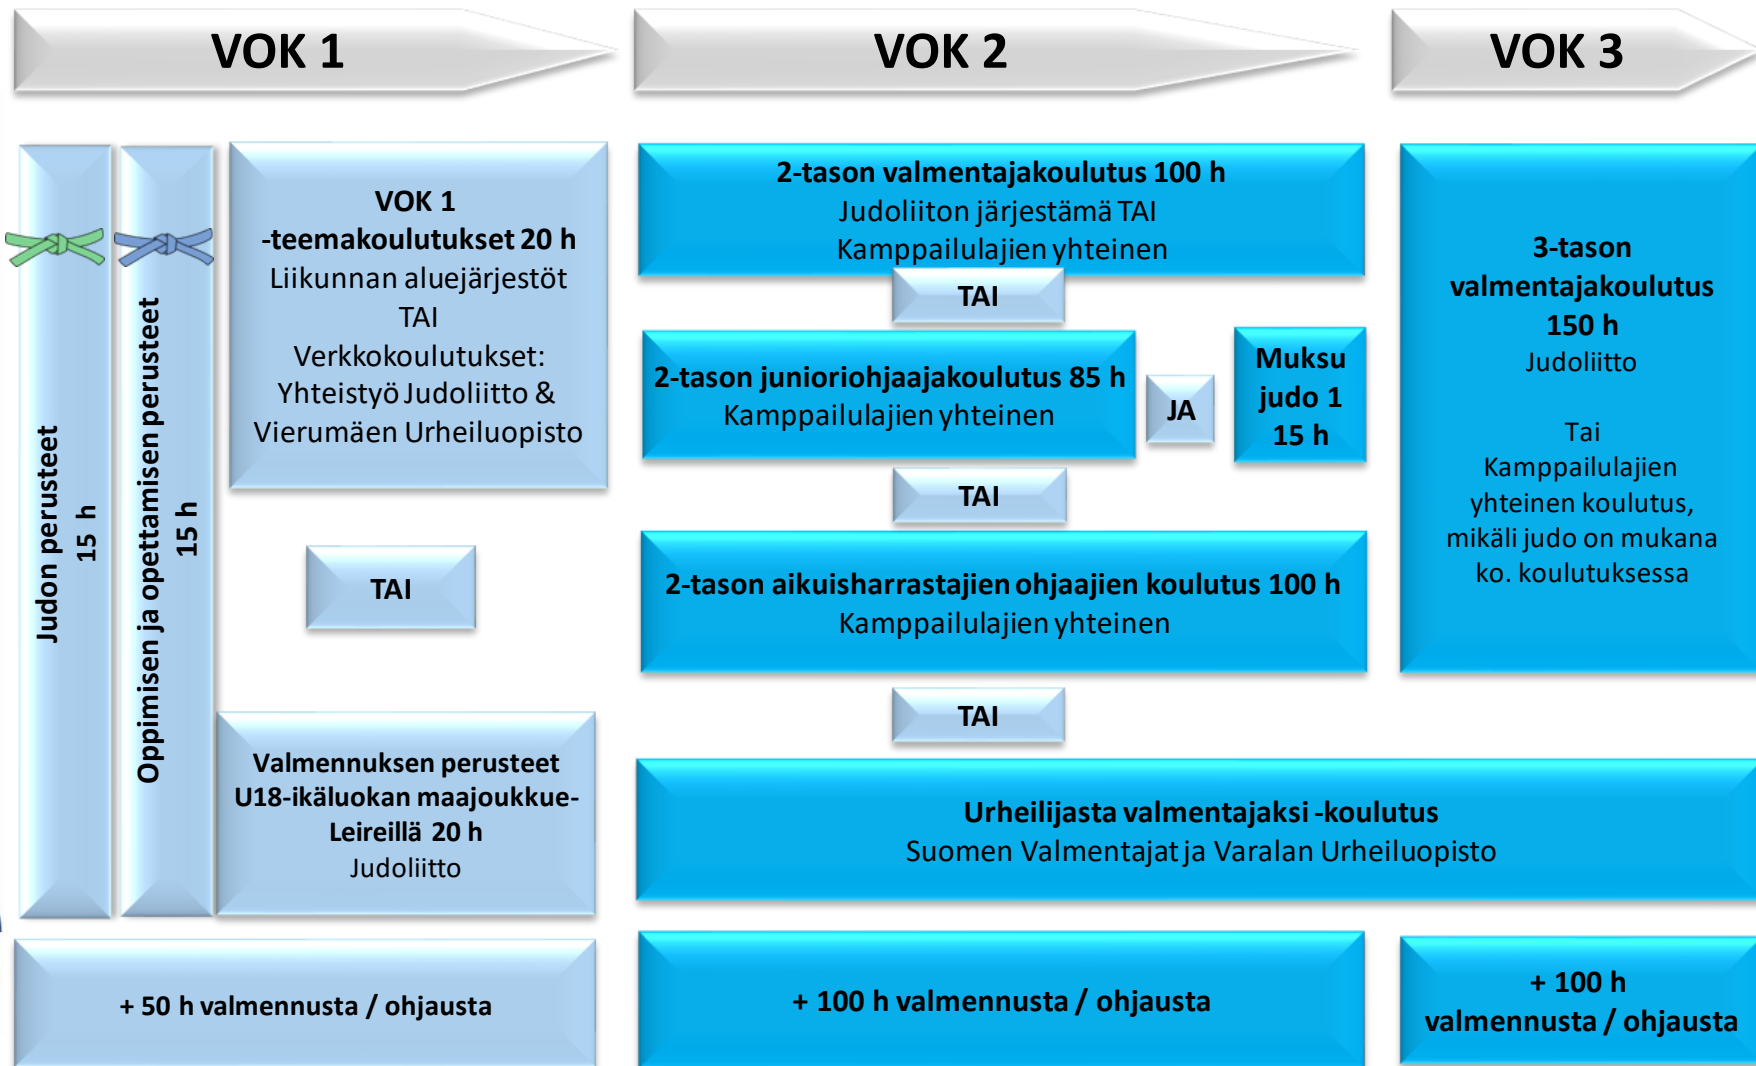 VOK 1
VOK 2
VOK 3
Judon perusteet
15 h
Oppimisen ja opettamisen perusteet
15 h
VOK 1
-teemakoulutukset 20 h
Liikunnan aluejärjestöt
TAI
Verkkokoulutukset:
Yhteistyö Judoliitto &
Vierumäen Urheiluopisto
TAI
Valmennuksen perusteet
U18-ikäluokan maajoukkue-
Leireillä 20 h
Judoliitto
+ 50 h valmennusta / ohjausta
2-tason valmentajakoulutus 100 h
Judoliiton järjestämä TAI
Kamppailulajien yhteinen
TAI
2-tason junioriohjaajakoulutus 85 h
Kamppailulajien yhteinen
JA
Muksu
judo 1
15 h
TAI
2-tason aikuisharrastajien ohjaajien koulutus 100 h
Kamppailulajien yhteinen
TAI
Urheilijasta valmentajaksi -koulutus
Suomen Valmentajat ja Varalan Urheiluopisto
+ 100 h valmennusta / ohjausta
3-tason
valmentajakoulutus
150 h
Judoliitto
Tai
Kamppailulajien
yhteinen koulutus,
mikäli judo on mukana
ko. koulutuksessa
+ 100 h
valmennusta / ohjausta